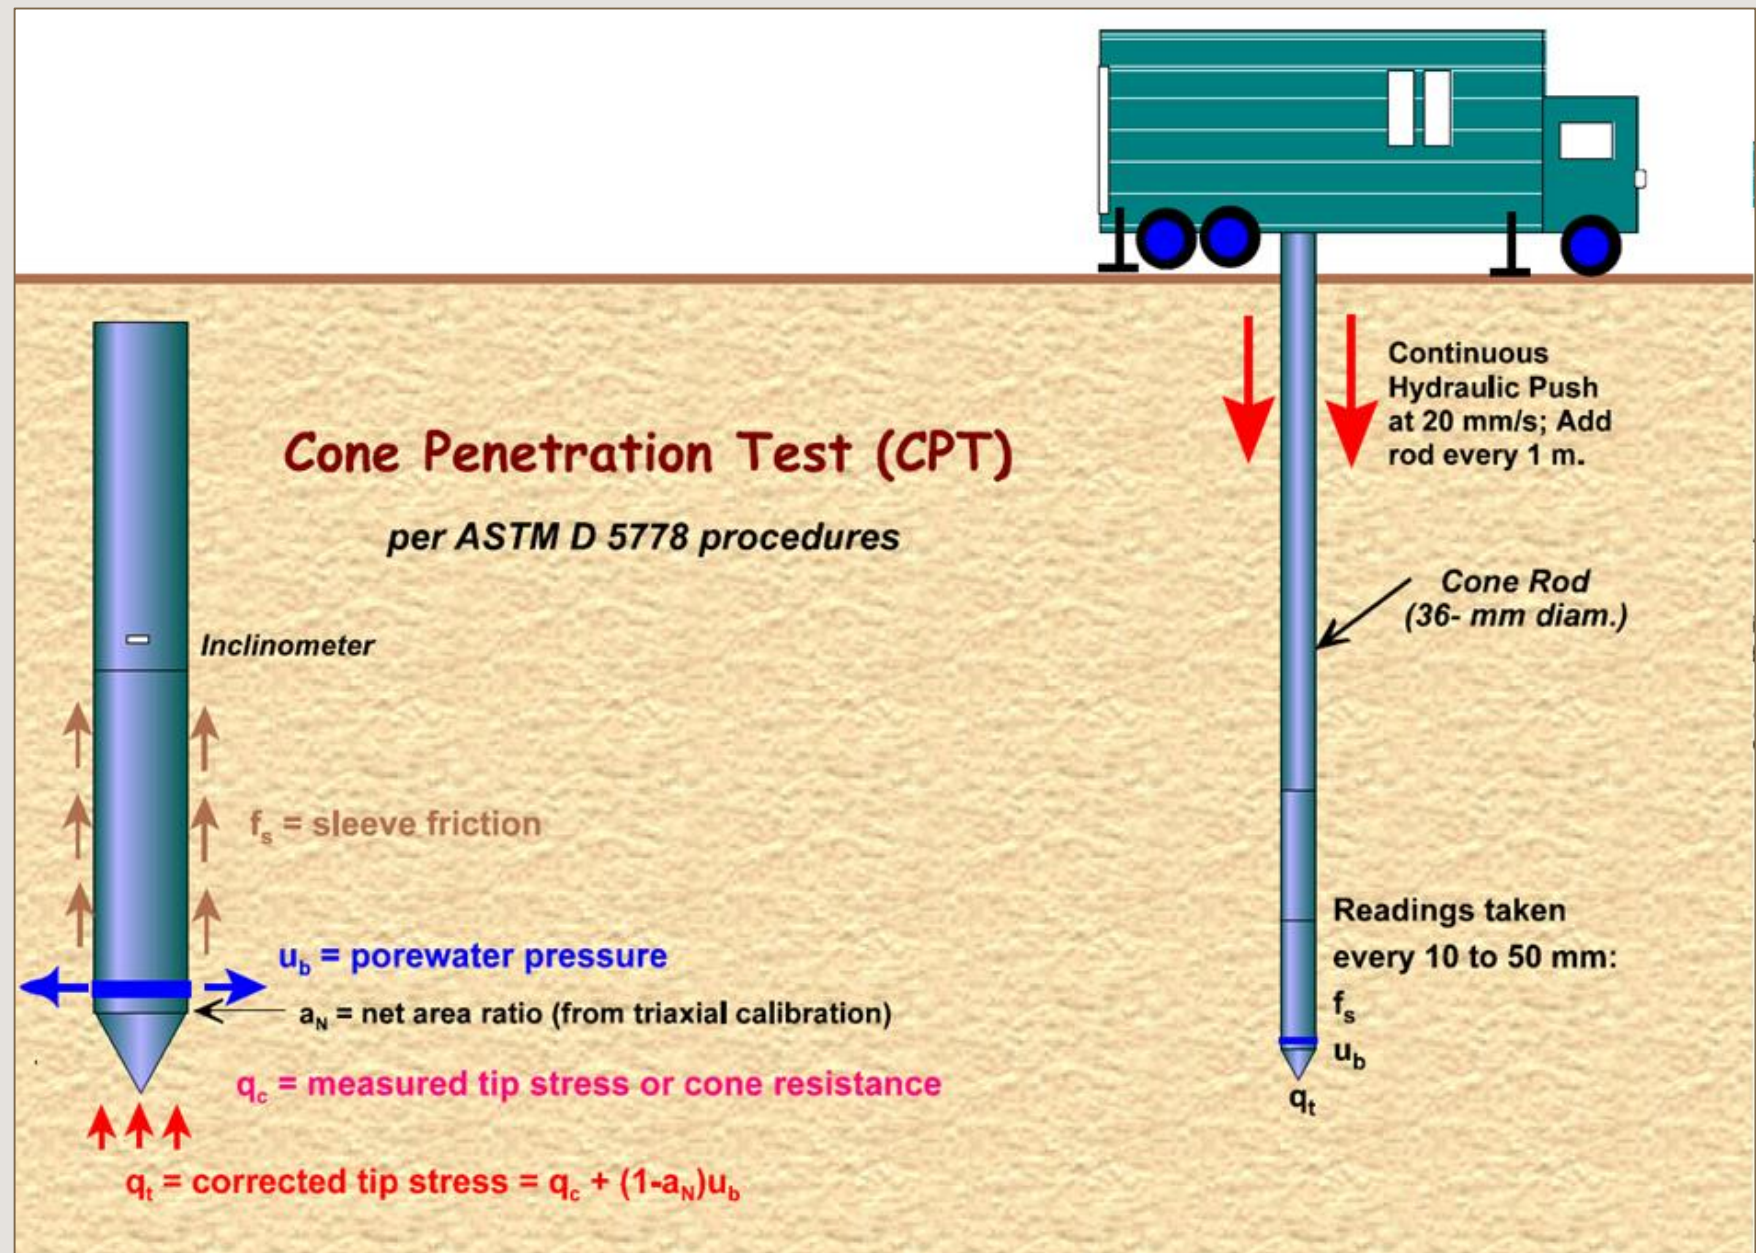 Cone Penetration Test (CPT)
per ASTM D 5778 procedures
Inclinometer
fs = sleeve friction
ub = porewater pressure
aN = net area ratio (from triaxial calibration)
qc = measured tip stress or cone resistance
qt = corrected tip stress = qc + (1-aN)ub
Continuous
Hydraulic Push
at 20 mm/s; Add
rod every 1 m.
Cone Rod
(36- mm diam.)
Readings taken
every 10 to 50 mm:
fs
ub
qt